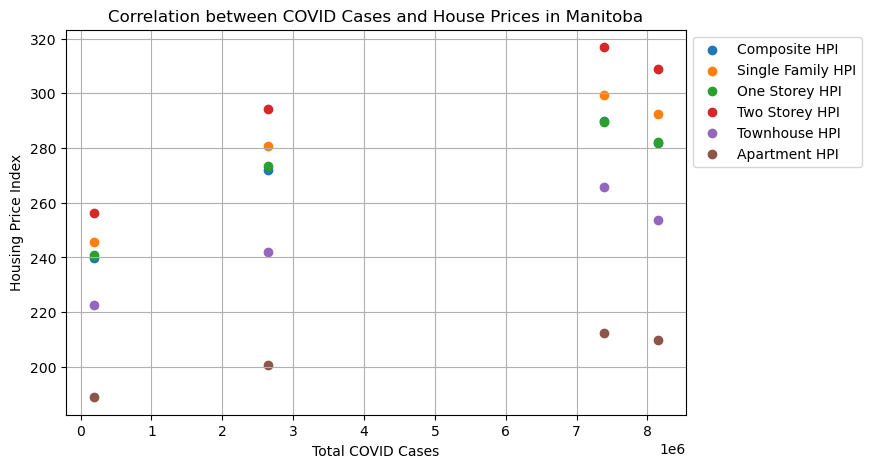 Correlation between COVID Cases and House Prices in Manitoba
320
300
280
260
240
220
200
Housing Price Index
0 1 2 3 4 5 6 7 8
1e6
Total COVID Cases
Composite HPI
Single Family HPI
One Storey HPI
Two Storey HPI
Townhouse HPI
Apartment HPI